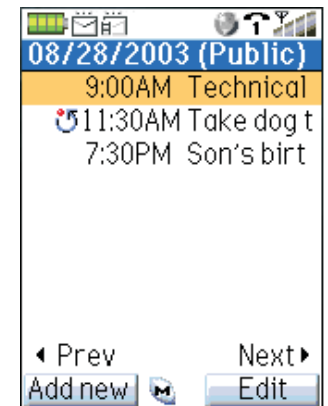 08/28/2003 (Public)
9:00AM Technical
11:30AM Take dog t
7:30PM Son's birt
Prev Next
Add new M Edit